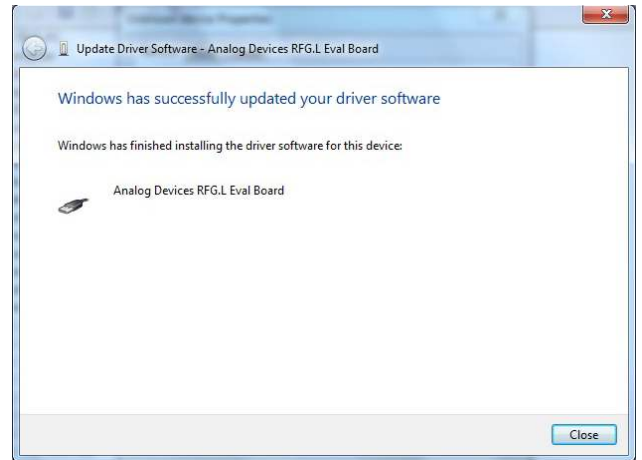 Update Driver Software - Analog Devices RFG.L Eval Board
Windows has successfully updated your driver software
Windows has finished installing the driver software for this device:
Analog Devices RFG.L Eval Board
Close